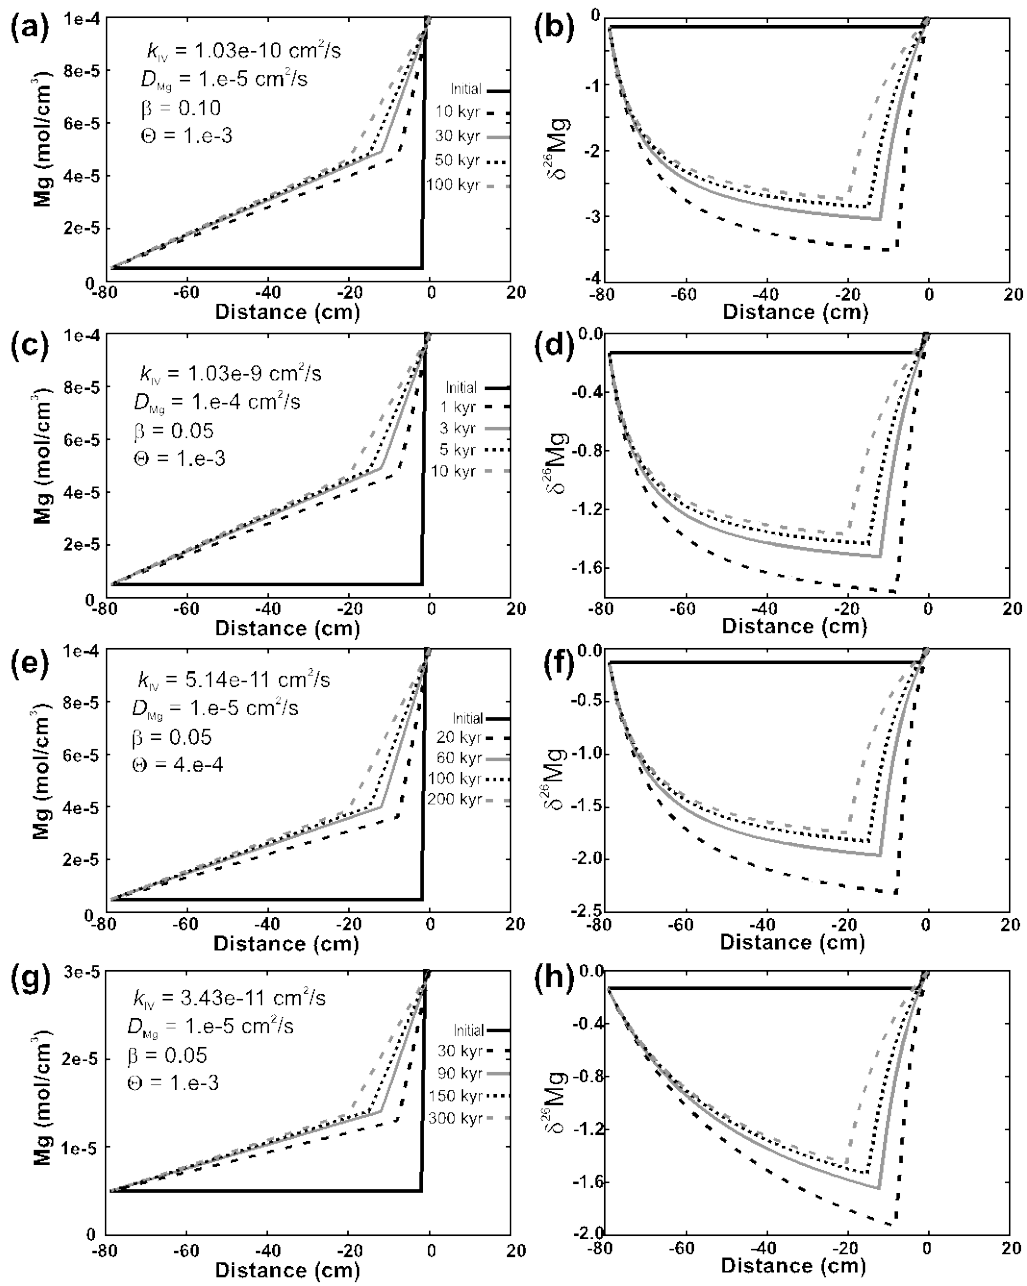 (a)
1e-4
8e-5
6e-5
4e-5
2e-5
0
Mg (mol/cm³)
k_IV = 1.03e-10 cm²/s
D_Mg = 1.e-5 cm²/s
β = 0.10
Θ = 1.e-3
Initial
10 kyr
30 kyr
50 kyr
100 kyr
-80 -60 -40 -20 0 20
Distance (cm)
(b)
0
-1
-2
-3
-4
δ²⁶Mg
-80 -60 -40 -20 0 20
Distance (cm)
(c)
1e-4
8e-5
6e-5
4e-5
2e-5
0
Mg (mol/cm³)
k_IV = 1.03e-9 cm²/s
D_Mg = 1.e-4 cm²/s
β = 0.05
Θ = 1.e-3
Initial
1 kyr
3 kyr
5 kyr
10 kyr
-80 -60 -40 -20 0 20
Distance (cm)
(d)
0.0
-0.4
-0.8
-1.2
-1.6
δ²⁶Mg
-80 -60 -40 -20 0 20
Distance (cm)
(e)
1e-4
8e-5
6e-5
4e-5
2e-5
0
Mg (mol/cm³)
k_IV = 5.14e-11 cm²/s
D_Mg = 1.e-5 cm²/s
β = 0.05
Θ = 4.e-4
Initial
20 kyr
60 kyr
100 kyr
200 kyr
-80 -60 -40 -20 0 20
Distance (cm)
(f)
0.0
-0.5
-1.0
-1.5
-2.0
-2.5
δ²⁶Mg
-80 -60 -40 -20 0 20
Distance (cm)
(g)
3e-5
2e-5
1e-5
0
Mg (mol/cm³)
k_IV = 3.43e-11 cm²/s
D_Mg = 1.e-5 cm²/s
β = 0.05
Θ = 1.e-3
Initial
30 kyr
90 kyr
150 kyr
300 kyr
-80 -60 -40 -20 0 20
Distance (cm)
(h)
0.0
-0.4
-0.8
-1.2
-1.6
-2.0
δ²⁶Mg
-80 -60 -40 -20 0 20
Distance (cm)